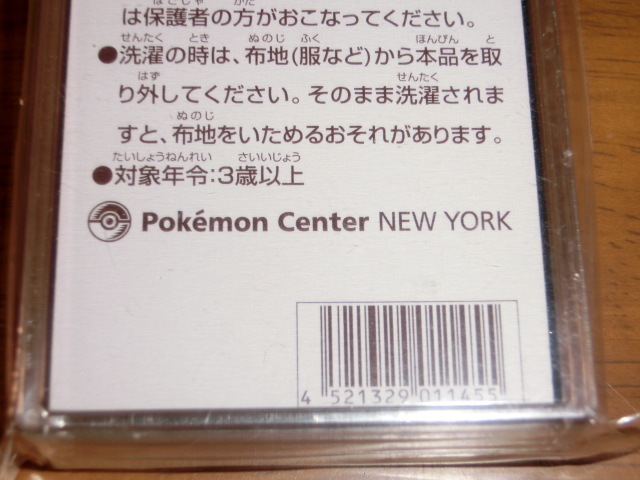 は保護者の方がおこなってください。
●洗濯の時は、布地(服など)から本品を取
り外してください。そのまま洗濯されま
すと、布地をいためるおそれがあります。
●対象年令:3歳以上
Pokémon Center NEW YORK
4 521329 011455